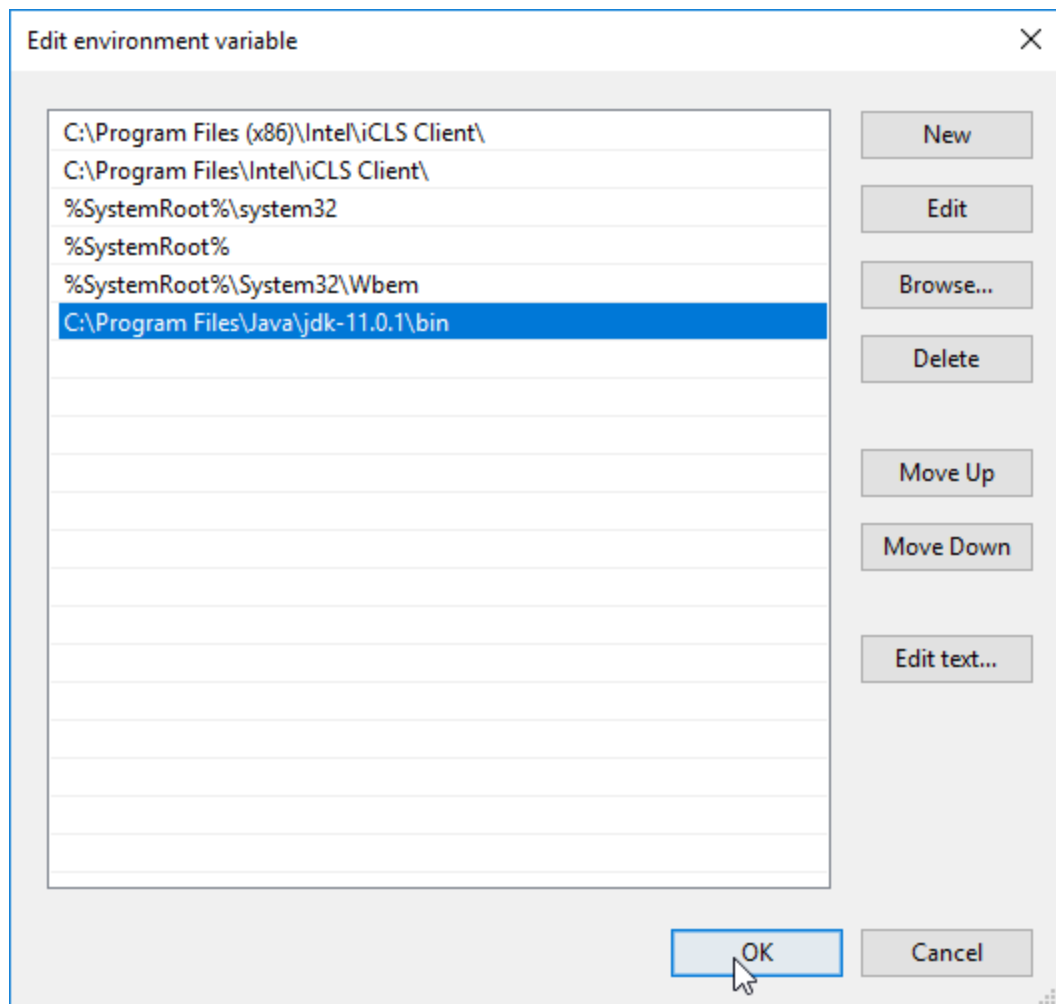 Edit environment variable
C:\Program Files (x86)\Intel\iCLS Client\
C:\Program Files\Intel\iCLS Client\
%SystemRoot%\system32
%SystemRoot%
%SystemRoot%\System32\Wbem
C:\Program Files\Java\jdk-11.0.1\bin
New
Edit
Browse...
Delete
Move Up
Move Down
Edit text...
OK
Cancel